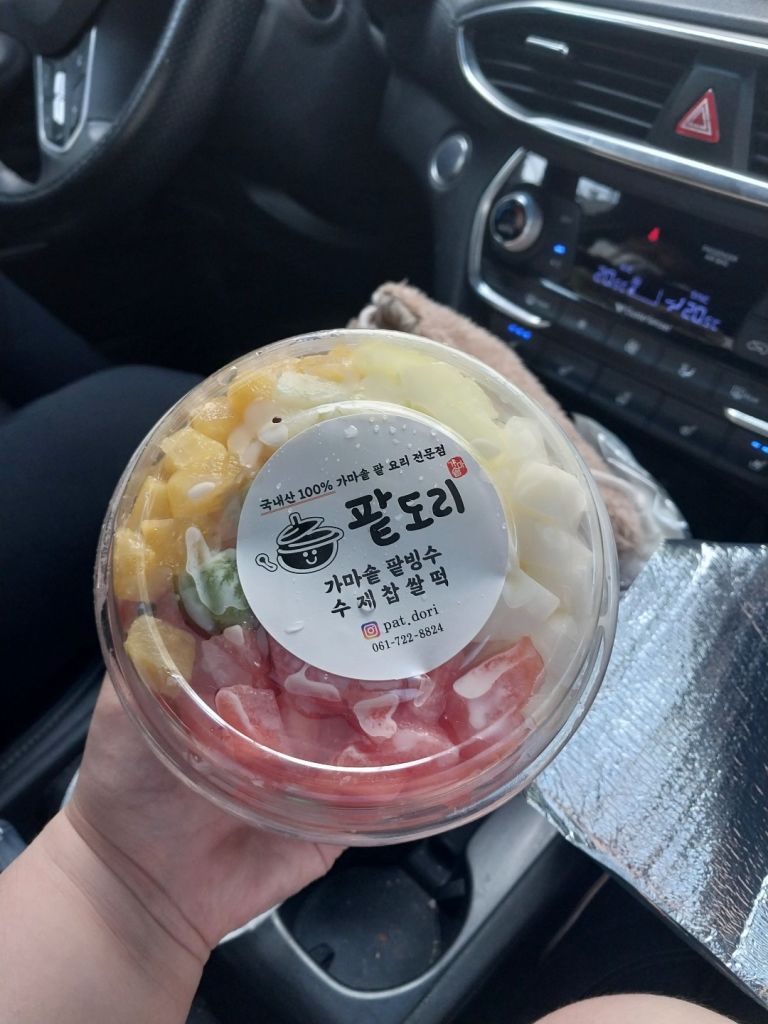 국내산 100% 가마솥 팥 요리 전문점
팥도리
가마솥 팥빙수
수제찹쌀떡
pat.dori
061-722-8824